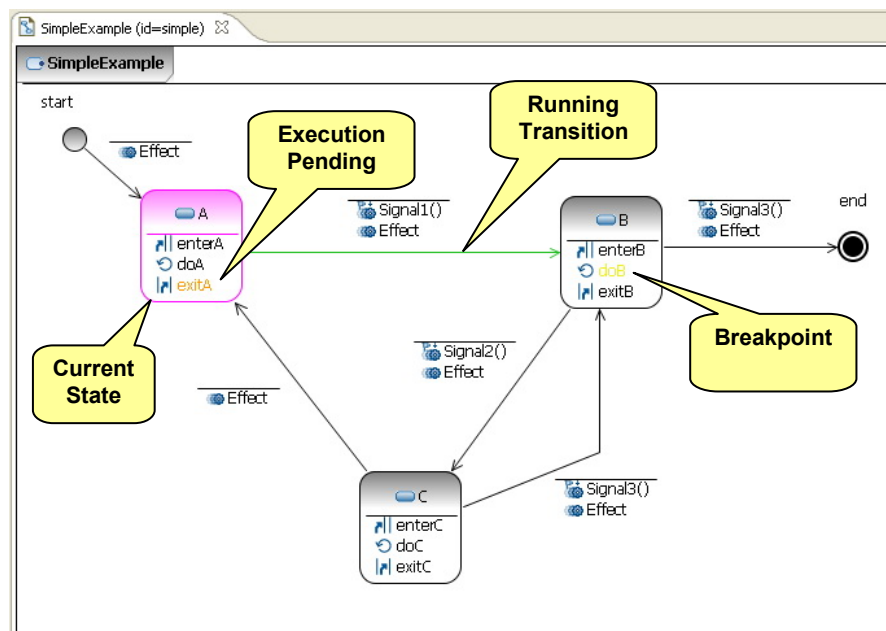 SimpleExample (id=simple)
SimpleExample
start
Effect
Execution
Pending
Running
Transition
A
enterA
doA
exitA
Signal1()
Effect
B
enterB
doB
exitB
Signal3()
Effect
end
Current
State
Breakpoint
Effect
Signal2()
Effect
C
enterC
doC
exitC
Signal3()
Effect